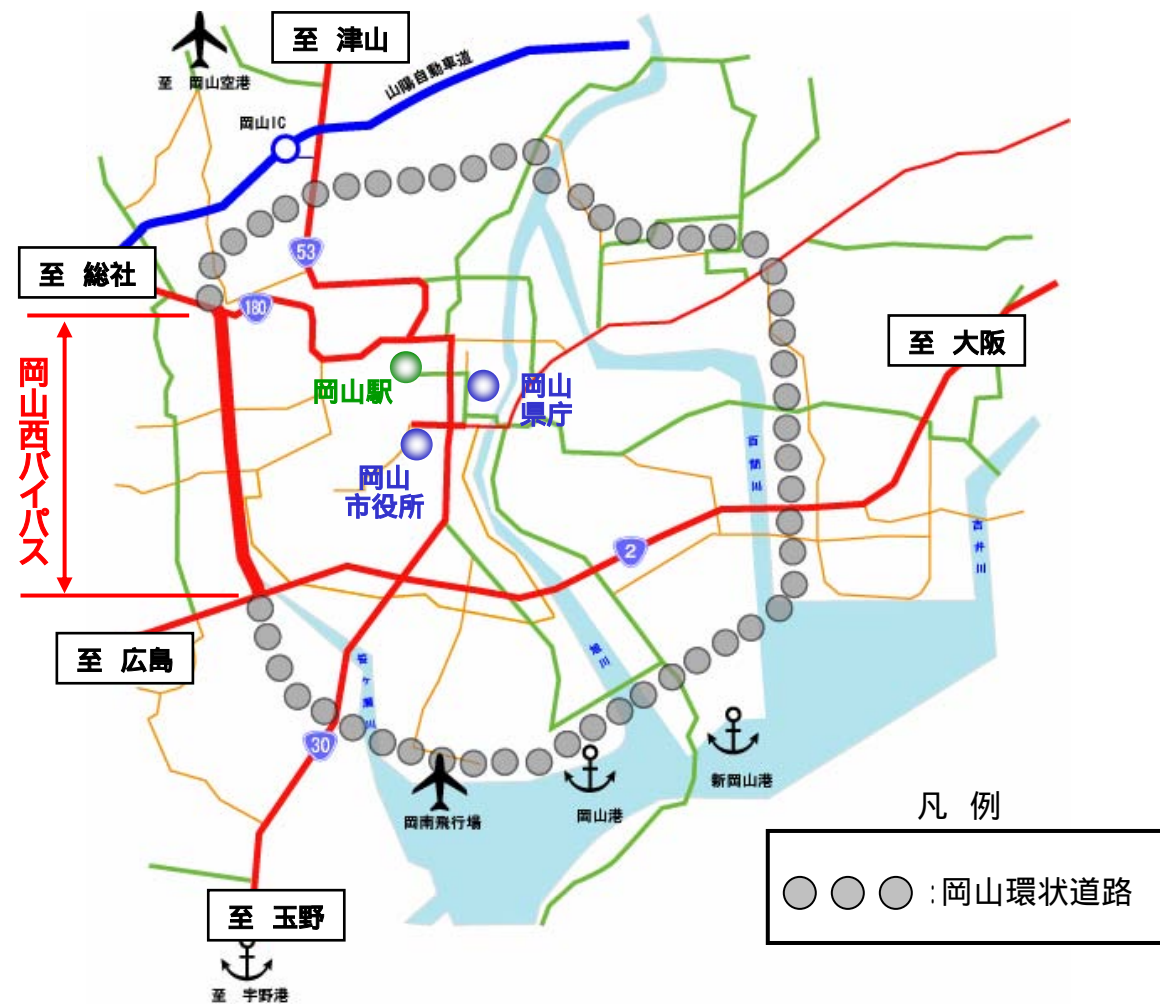 至 津山
至 岡山空港
山陽自動車道
岡山IC
53
至 総社
180
至 大阪
岡山西バイパス
岡山駅
岡山
県庁
岡山
市役所
百間川
2
吉井川
至 広島
旭川
笹ヶ瀬川
30
新岡山港
岡山港
岡南飛行場
凡 例
:岡山環状道路
至 玉野
至 宇野港